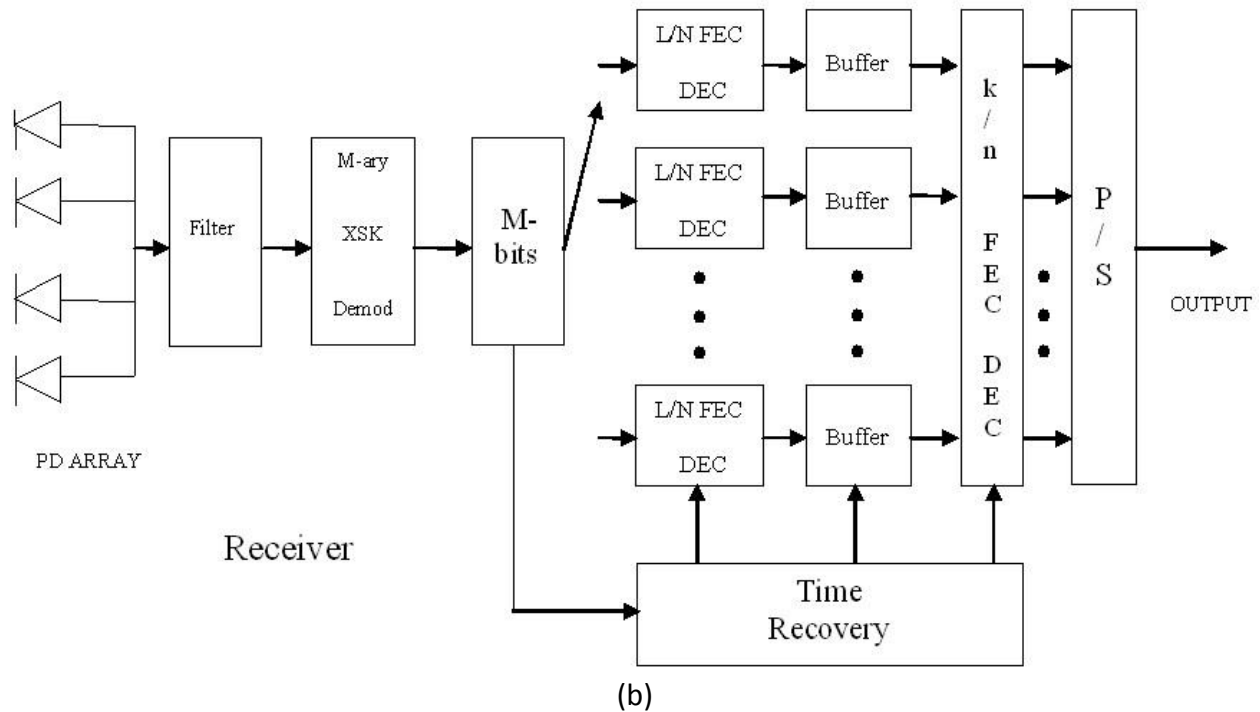 L/N FEC
DEC
Buffer
L/N FEC
DEC
Buffer
L/N FEC
DEC
Buffer
k
/
n
F
E
C
D
E
C
P
/
S
M-ary
XSK
Demod
Filter
M-
bits
OUTPUT
PD ARRAY
Receiver
Time
Recovery
(b)